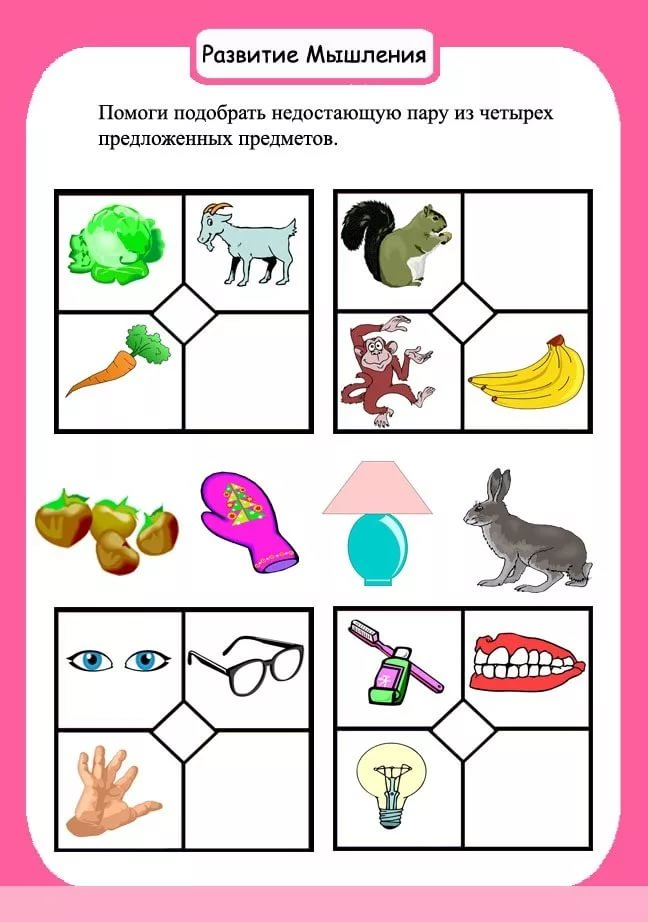 Развитие Мышления
Помоги подобрать недостающую пару из четырех
предложенных предметов.